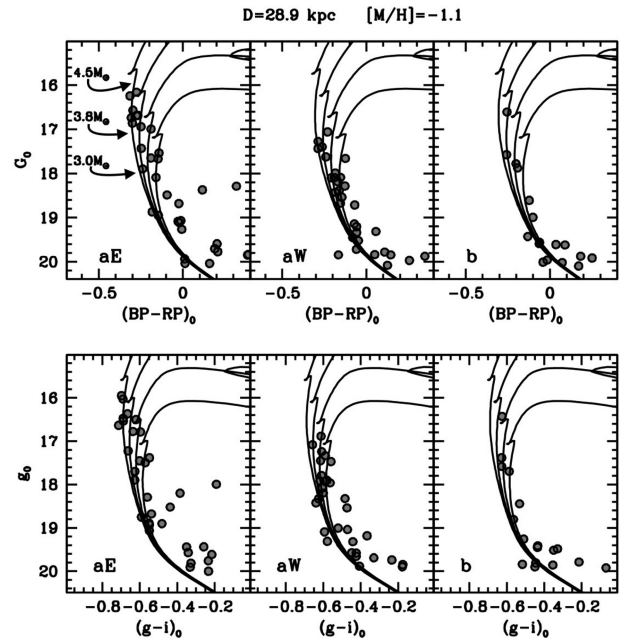 D=28.9 kpc [M/H]=-1.1
16
17
18
19
20
G₀
4.5M⊙
3.8M⊙
3.0M⊙
aE
aW
b
-0.5 0 -0.5 0 -0.5 0
(BP-RP)₀ (BP-RP)₀ (BP-RP)₀
16
17
18
19
20
g₀
aE
aW
b
-0.8 -0.6 -0.4 -0.2 -0.8 -0.6 -0.4 -0.2 -0.8 -0.6 -0.4 -0.2
(g-i)₀ (g-i)₀ (g-i)₀